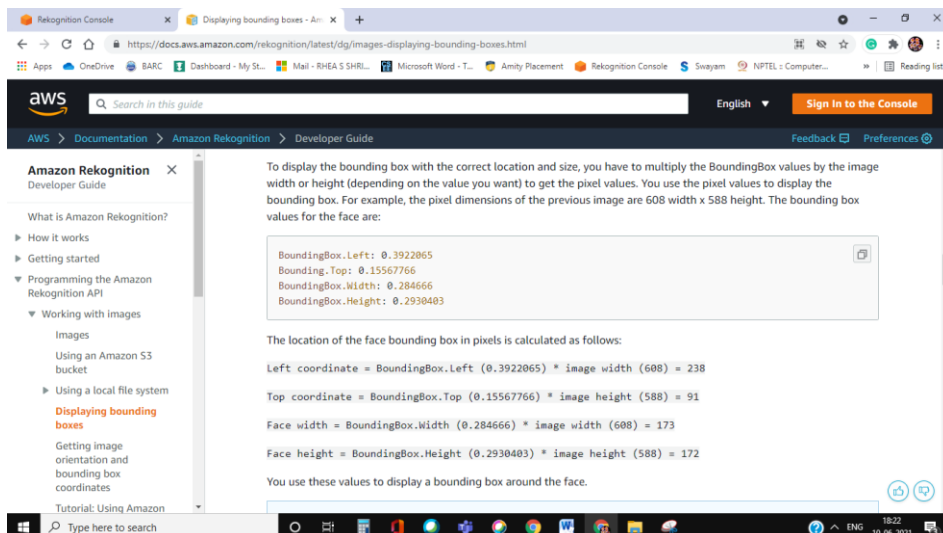 Rekognition Console
Displaying bounding boxes - Am
https://docs.aws.amazon.com/rekognition/latest/dg/images-displaying-bounding-boxes.html
Apps OneDrive BARC Dashboard - My St... Mail - RHEA S SHRI... Microsoft Word - T... Amity Placement Rekognition Console Swayam NPTEL :: Computer... » Reading list
aws Search in this guide English Sign In to the Console
AWS > Documentation > Amazon Rekognition > Developer Guide Feedback Preferences
Amazon Rekognition
Developer Guide
What is Amazon Rekognition?
How it works
Getting started
Programming the Amazon
Rekognition API
Working with images
Images
Using an Amazon S3
bucket
Using a local file system
Displaying bounding
boxes
Getting image
orientation and
bounding box
coordinates
Tutorial: Using Amazon
To display the bounding box with the correct location and size, you have to multiply the BoundingBox values by the image
width or height (depending on the value you want) to get the pixel values. You use the pixel values to display the
bounding box. For example, the pixel dimensions of the previous image are 608 width x 588 height. The bounding box
values for the face are:
BoundingBox.Left: 0.3922065
Bounding.Top: 0.15567766
BoundingBox.Width: 0.284666
BoundingBox.Height: 0.2930403
The location of the face bounding box in pixels is calculated as follows:
Left coordinate = BoundingBox.Left (0.3922065) * image width (608) = 238
Top coordinate = BoundingBox.Top (0.15567766) * image height (588) = 91
Face width = BoundingBox.Width (0.284666) * image width (608) = 173
Face height = BoundingBox.Height (0.2930403) * image height (588) = 172
You use these values to display a bounding box around the face.
Type here to search
ENG
18:22
10-06-2021